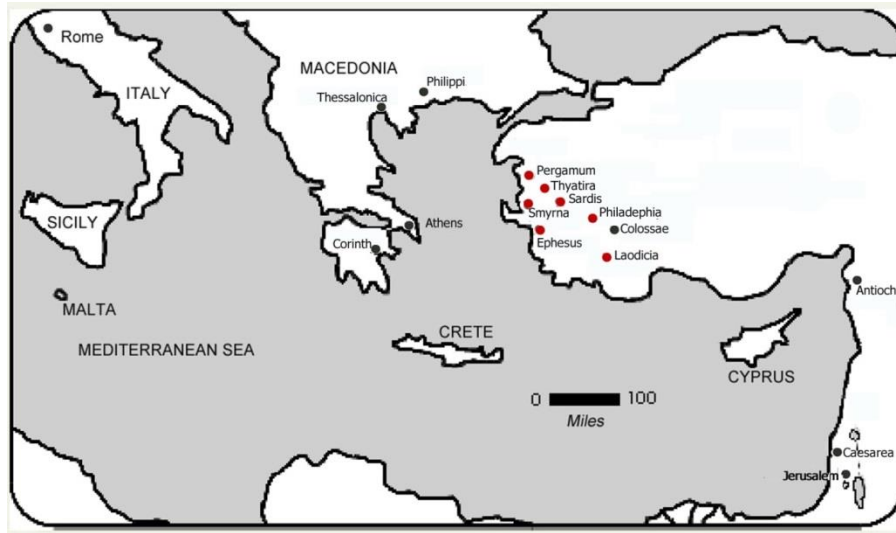 Rome
ITALY
MACEDONIA
Philippi
Thessalonica
Pergamum
Thyatira
Sardis
Smyrna
Philadephia
SICILY
Athens
Colossae
Ephesus
Corinth
Laodicia
Antioch
MALTA
CRETE
MEDITERRANEAN SEA
CYPRUS
0 100
Miles
Caesarea
Jerusalem